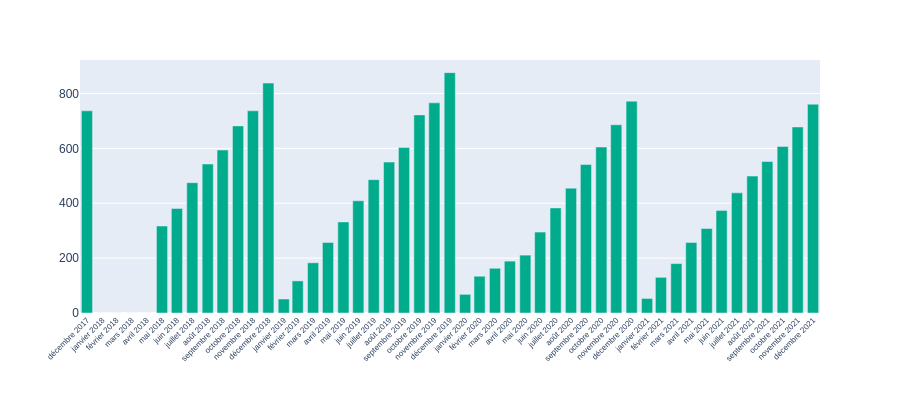 800
600
400
200
0
décembre 2017
janvier 2018
février 2018
mars 2018
avril 2018
mai 2018
juin 2018
juillet 2018
août 2018
septembre 2018
octobre 2018
novembre 2018
décembre 2018
janvier 2019
février 2019
mars 2019
avril 2019
mai 2019
juin 2019
juillet 2019
août 2019
septembre 2019
octobre 2019
novembre 2019
décembre 2019
janvier 2020
février 2020
mars 2020
avril 2020
mai 2020
juin 2020
juillet 2020
août 2020
septembre 2020
octobre 2020
novembre 2020
décembre 2020
janvier 2021
février 2021
mars 2021
avril 2021
mai 2021
juin 2021
juillet 2021
août 2021
septembre 2021
octobre 2021
novembre 2021
décembre 2021